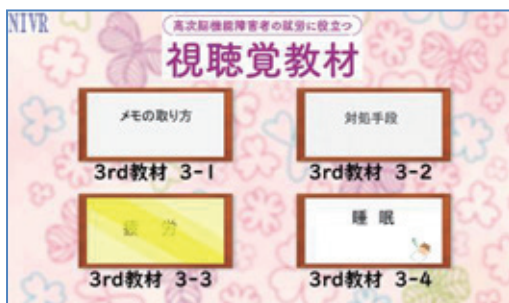 NIVR
高次脳機能障害者の就労に役立つ
視聴覚教材
メモの取り方
対処手段
3rd教材 3-1
3rd教材 3-2
疲 労
睡 眠
3rd教材 3-3
3rd教材 3-4